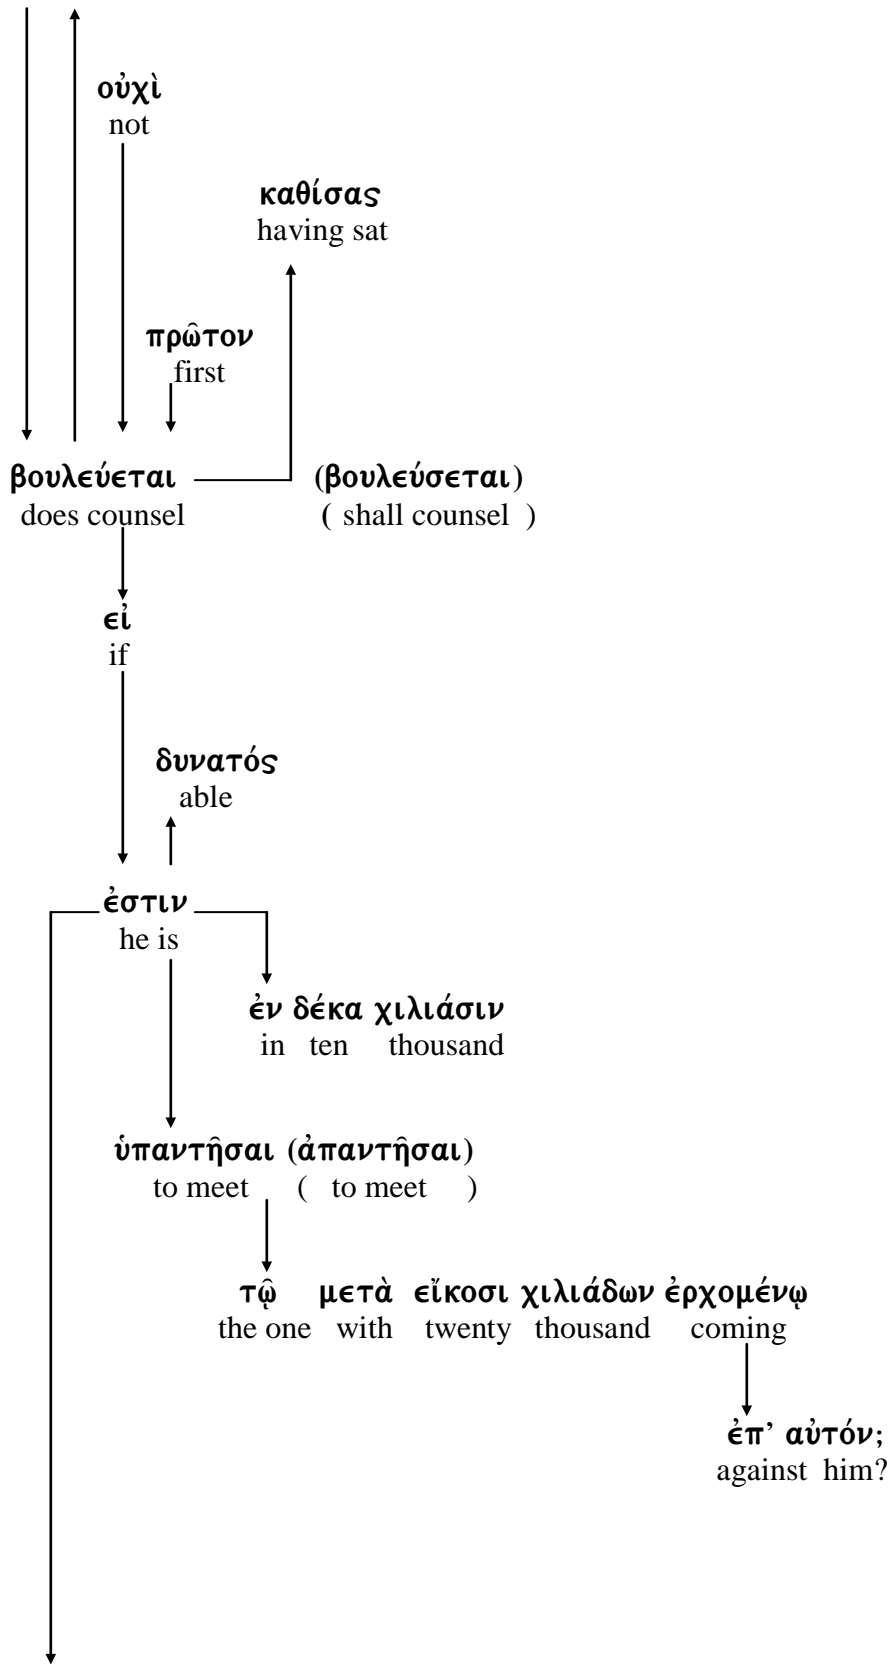 οὐχὶ
not
καθίσας
having sat
πρῶτον
first
βουλεύεται (βουλεύσεται)
does counsel ( shall counsel )
εἰ
if
δυνατός
able
ἐστιν
he is
ἐν δέκα χιλιάσιν
in ten thousand
ὑπαντῆσαι (ἀπαντῆσαι)
to meet ( to meet )
τῷ μετὰ εἴκοσι χιλιάδων ἐρχομένῳ
the one with twenty thousand coming
ἐπ’ αὐτόν;
against him?